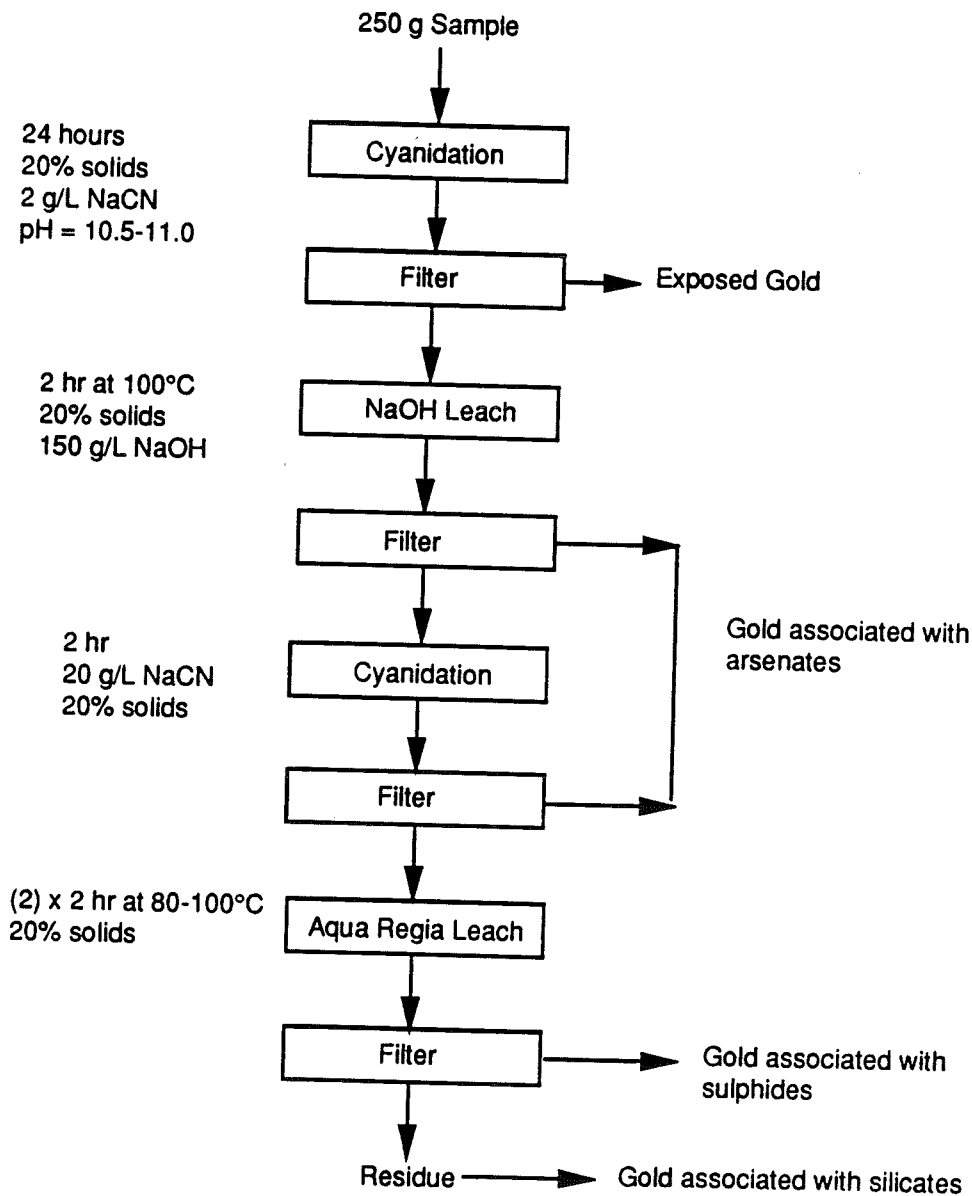 250 g Sample
24 hours
20% solids
2 g/L NaCN
pH = 10.5-11.0
Cyanidation
Filter
Exposed Gold
2 hr at 100°C
20% solids
150 g/L NaOH
NaOH Leach
Filter
Gold associated with
arsenates
2 hr
20 g/L NaCN
20% solids
Cyanidation
Filter
(2) x 2 hr at 80-100°C
20% solids
Aqua Regia Leach
Filter
Gold associated with
sulphides
Residue
Gold associated with silicates